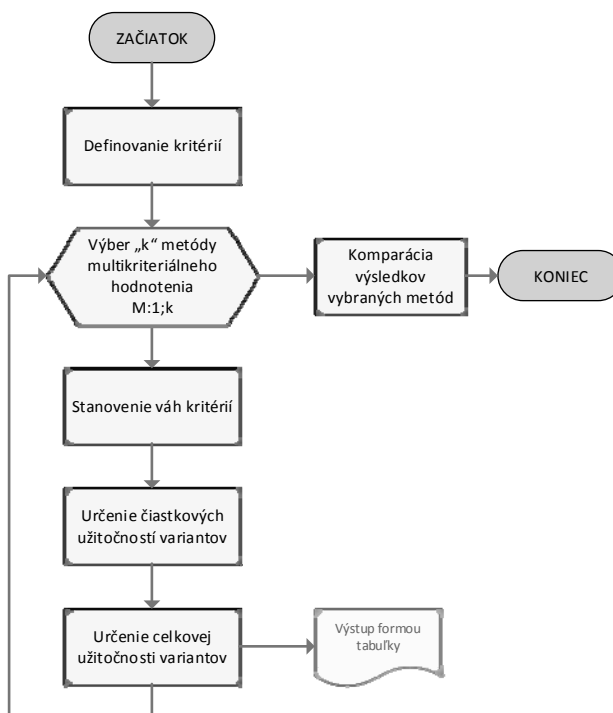 ZAČIATOK
Definovanie kritérií
Výber „k“ metódy
multikriteriálneho
hodnotenia
M:1;k
Komparácia
výsledkov
vybraných metód
KONIEC
Stanovenie váh kritérií
Určenie čiastkových
užitočností variantov
Určenie celkovej
užitočnosti variantov
Výstup formou
tabuľky